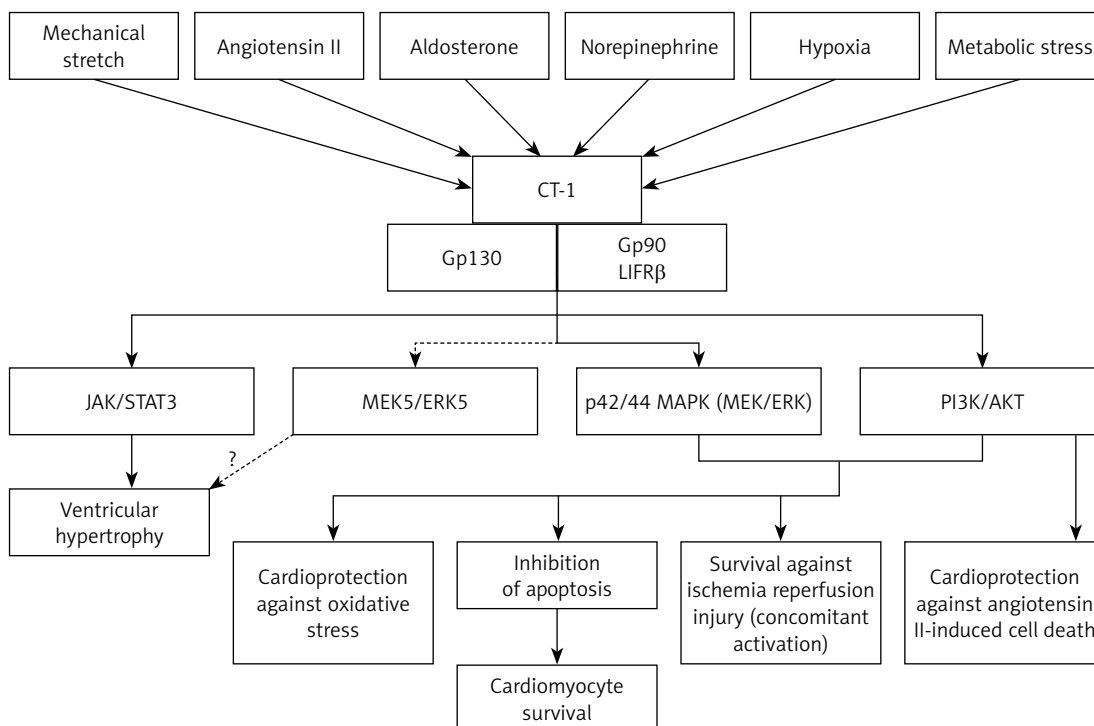 Mechanical
stretch
Angiotensin II
Aldosterone
Norepinephrine
Hypoxia
Metabolic stress
CT-1
Gp130
Gp90
LIFRβ
JAK/STAT3
MEK5/ERK5
p42/44 MAPK (MEK/ERK)
PI3K/AKT
?
Ventricular
hypertrophy
Cardioprotection
against oxidative
stress
Inhibition
of apoptosis
Survival against
ischemia reperfusion
injury (concomitant
activation)
Cardioprotection
against angiotensin
II-induced cell death
Cardiomyocyte
survival